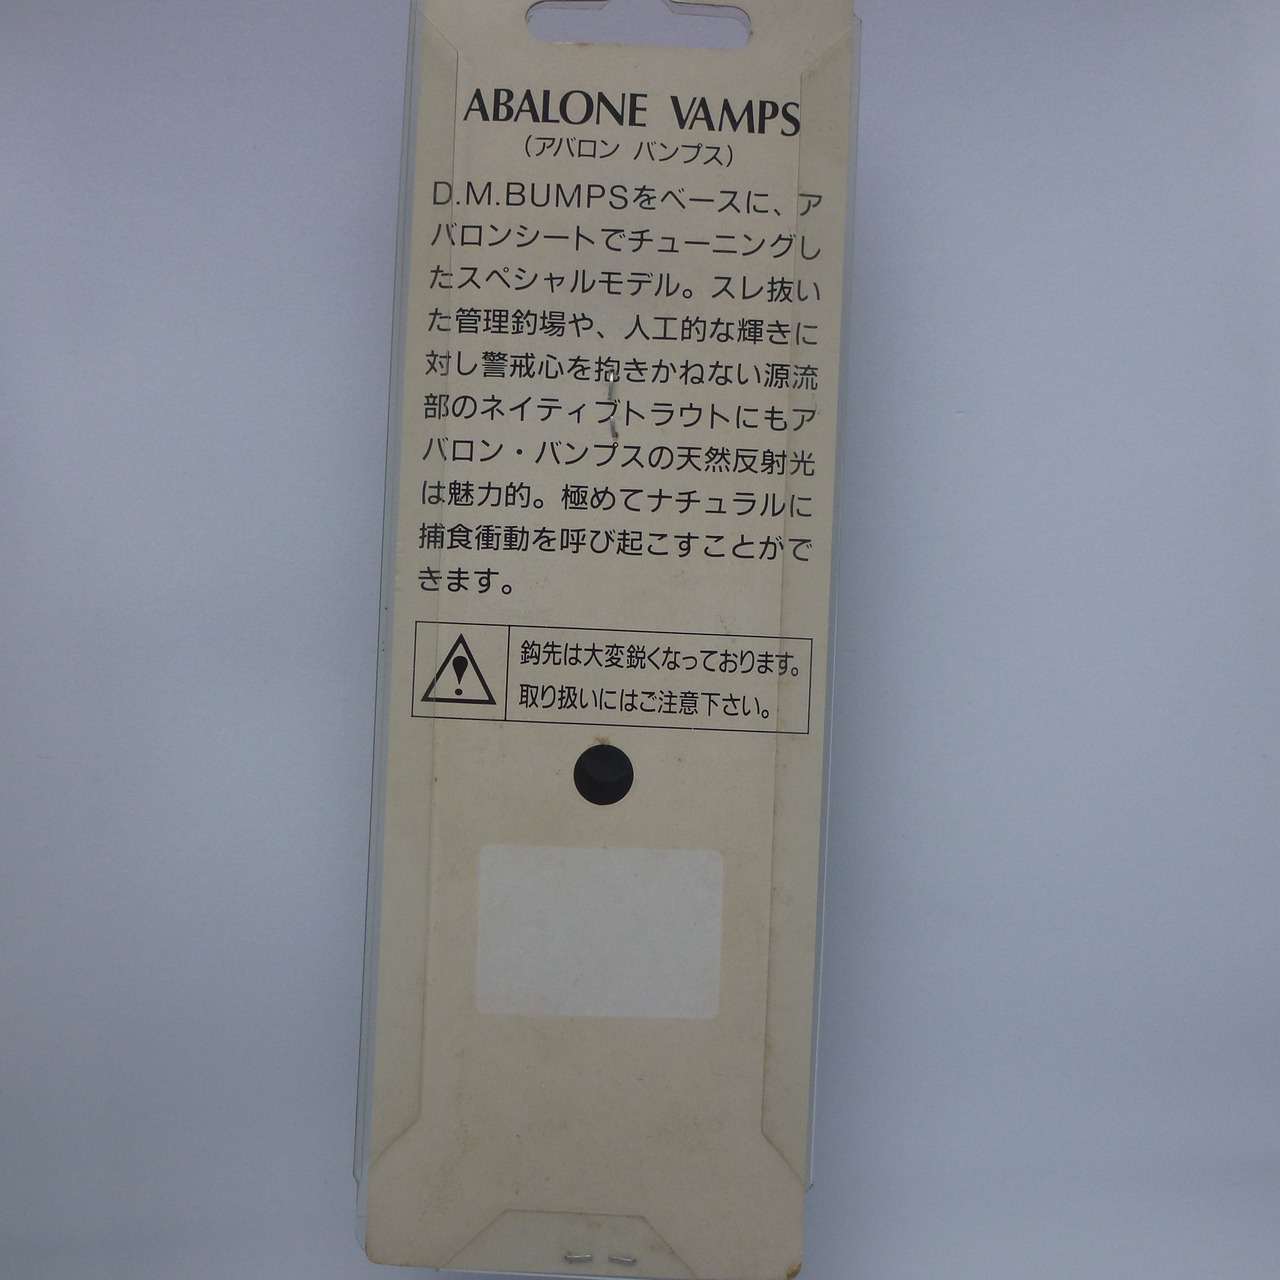 ABALONE VAMPS
(アバロン バンプス)
D.M.BUMPSをベースに、ア
バロンシートでチューニングし
たスペシャルモデル。スレ抜い
た管理釣場や、人工的な輝きに
対し警戒心を抱きかねない源流
部のネイティブトラウトにもア
バロン・バンプスの天然反射光
は魅力的。極めてナチュラルに
捕食衝動を呼び起こすことがで
きます。
鈎先は大変鋭くなっております。
取り扱いにはご注意下さい。